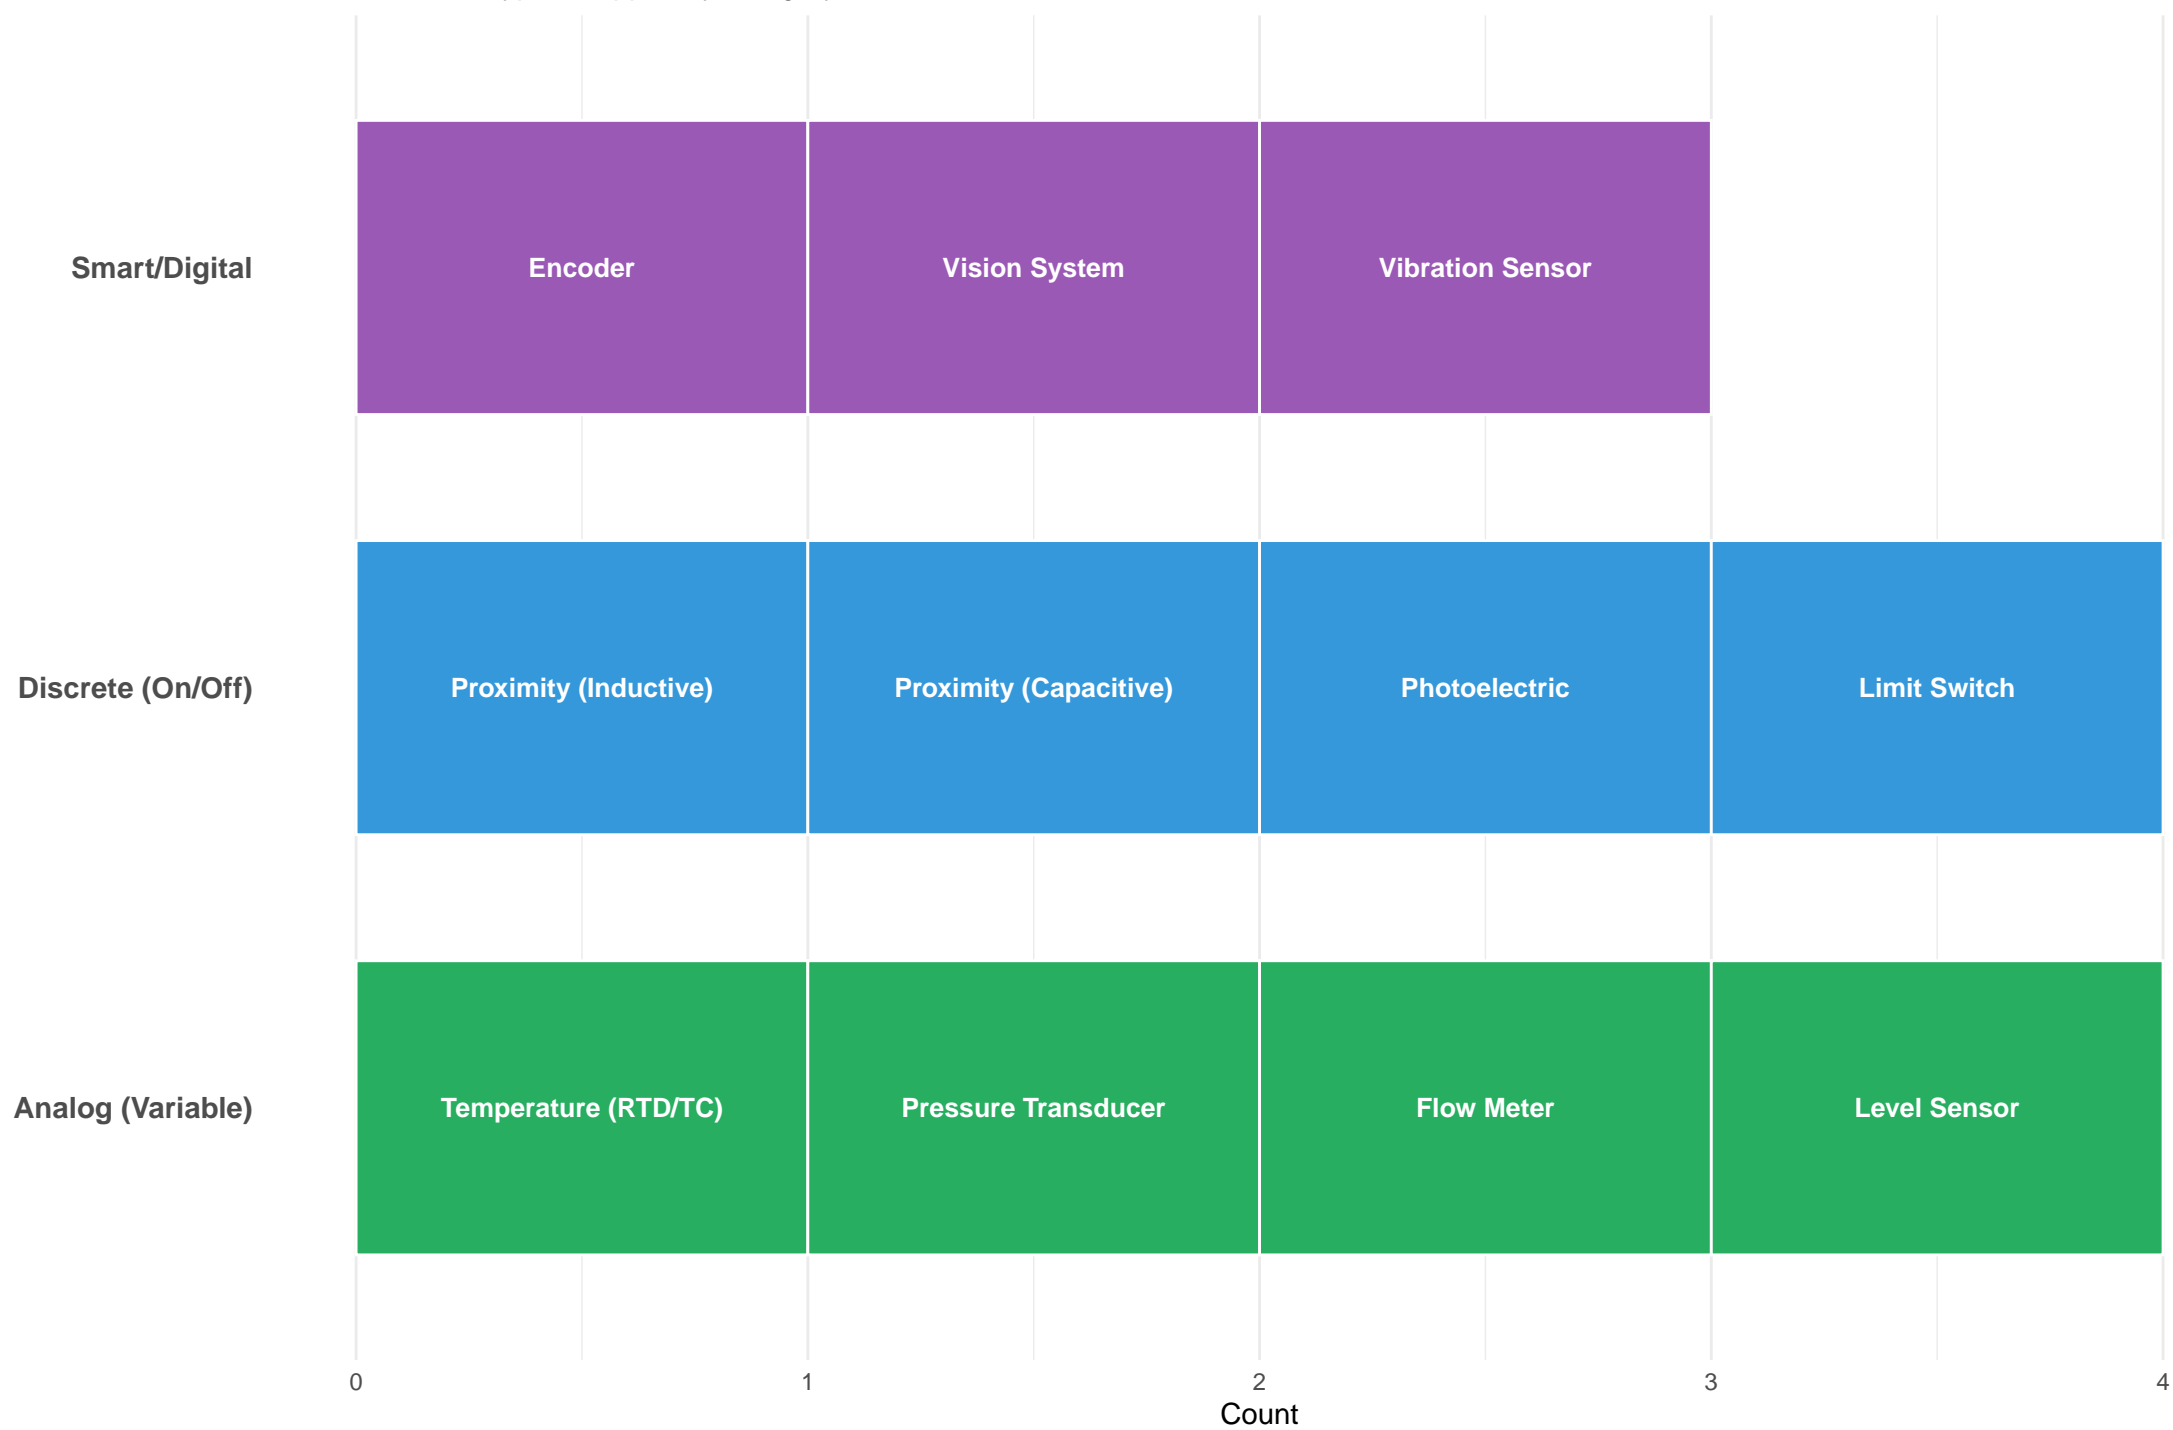 Smart/Digital
Encoder
Vision System
Vibration Sensor
Discrete (On/Off)
Proximity (Inductive)
Proximity (Capacitive)
Photoelectric
Limit Switch
Analog (Variable)
Temperature (RTD/TC)
Pressure Transducer
Flow Meter
Level Sensor
0
1
2
3
4
Count